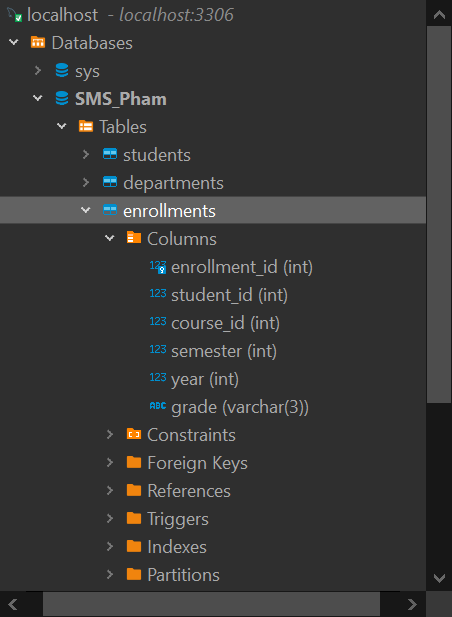 localhost - localhost:3306
Databases
sys
SMS_Pham
Tables
students
departments
enrollments
Columns
123 enrollment_id (int)
123 student_id (int)
123 course_id (int)
123 semester (int)
123 year (int)
ABC grade (varchar(3))
Constraints
Foreign Keys
References
Triggers
Indexes
Partitions